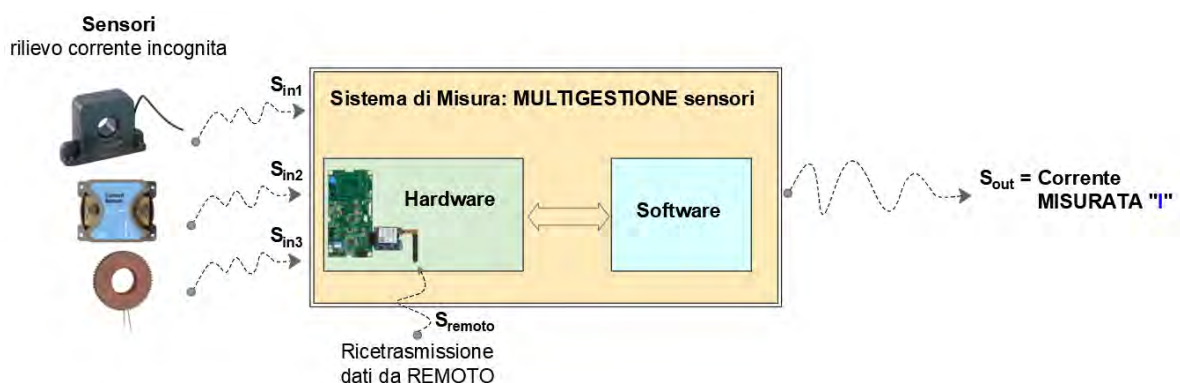 Sensori
rilievo corrente incognita
Sin1
Sistema di Misura: MULTIGESTIONE sensori
Sin2
Hardware
Software
Sout = Corrente
MISURATA "I"
Sin3
Sremoto
Ricetrasmissione
dati da REMOTO